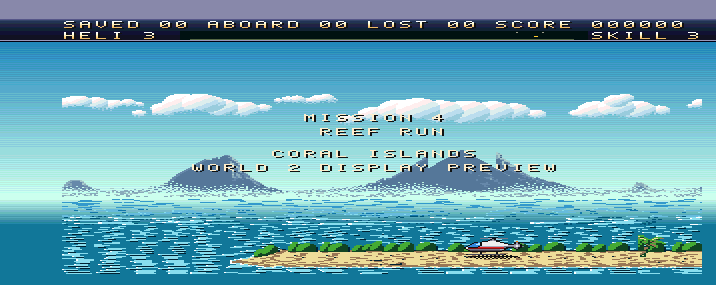 SAVED 00 ABOARD 00 LOST 00 SCORE 000000
HELI 3 SKILL 3
MISSION 4
REEF RUN
CORAL ISLANDS
WORLD 2 DISPLAY PREVIEW